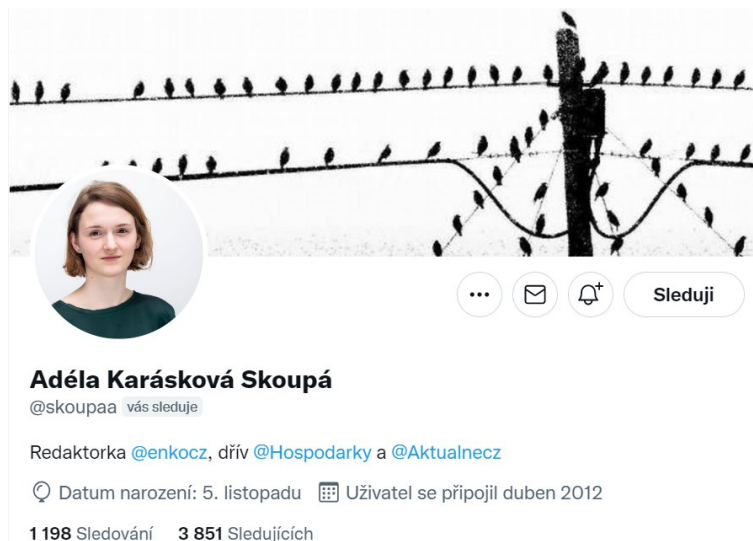 Sleduji
Adéla Karásková Skoupá
@skoupaa vás sleduje
Redaktorka @enkocz, dřív @Hospodarky a @Aktualnecz
Datum narození: 5. listopadu Uživatel se připojil duben 2012
1 198 Sledování 3 851 Sledujících